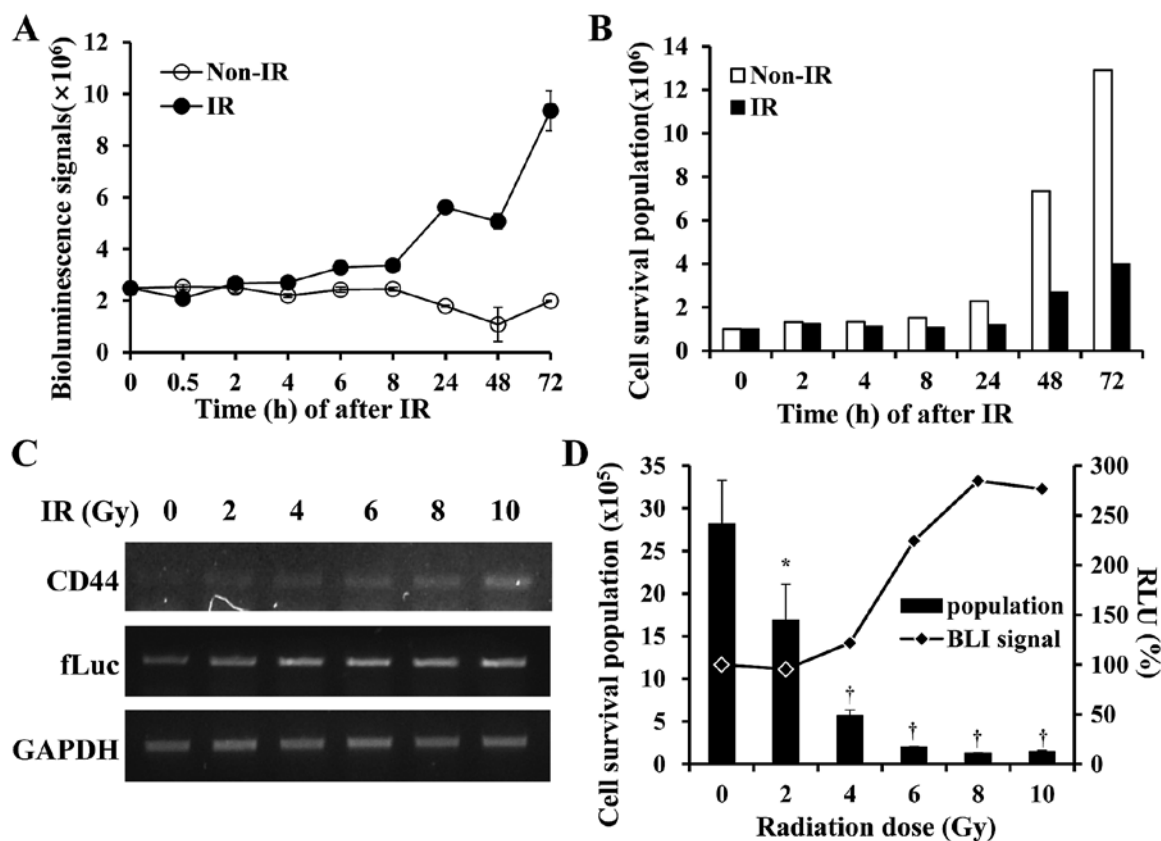 A
Bioluminescence signals(×10⁶)
12
10
8
6
4
2
0
Non-IR
IR
0 0.5 2 4 6 8 24 48 72
Time (h) of after IR
B
Cell survival population(x10⁶)
14
12
10
8
6
4
2
0
Non-IR
IR
0 2 4 8 24 48 72
Time (h) of after IR
C
IR (Gy) 0 2 4 6 8 10
CD44
fLuc
GAPDH
D
Cell survival population (x10⁵)
35
30
25
20
15
10
5
0
* † † † †
population
BLI signal
300
250
200
150
100
50
0
RLU (%)
0 2 4 6 8 10
Radiation dose (Gy)